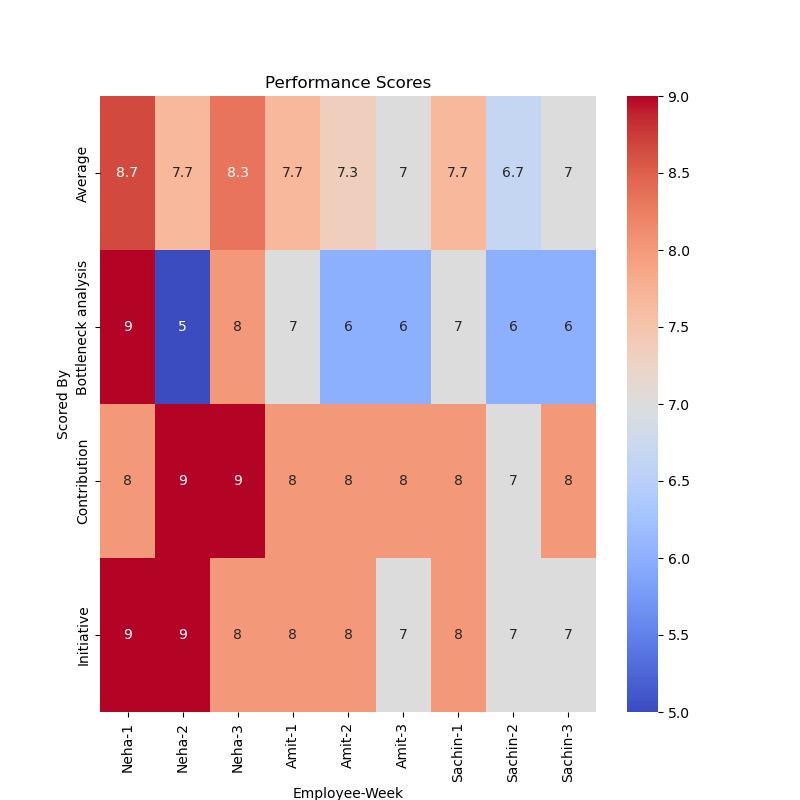 Performance Scores
Average
8.7 7.7 8.3 7.7 7.3 7 7.7 6.7 7
Bottleneck analysis
9 5 8 7 6 6 7 6 6
Scored By
Contribution
8 9 9 8 8 8 8 7 8
Initiative
9 9 8 8 8 7 8 7 7
Neha-1 Neha-2 Neha-3 Amit-1 Amit-2 Amit-3 Sachin-1 Sachin-2 Sachin-3
Employee-Week
9.0
8.5
8.0
7.5
7.0
6.5
6.0
5.5
5.0